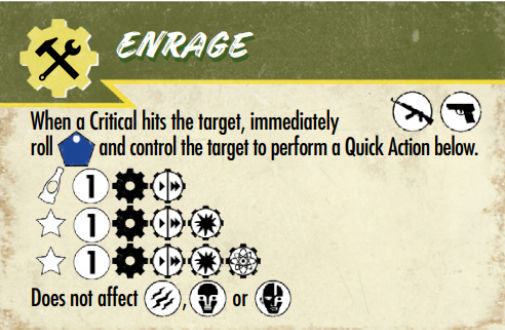 ENRAGE
When a Critical hits the target, immediately
roll and control the target to perform a Quick Action below.
1
1
1
Does not affect , or